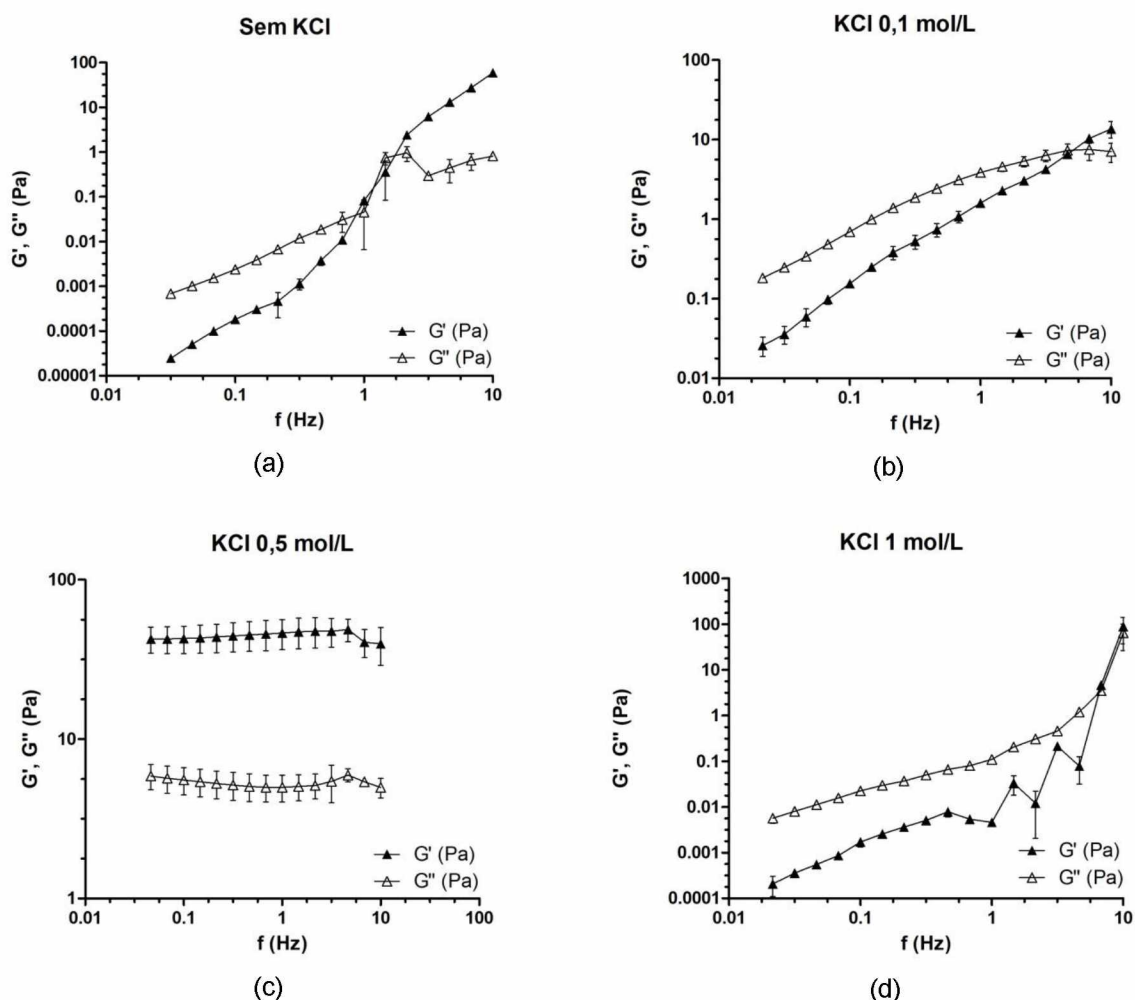 Sem KCl
100
10
1
0.1
0.01
0.001
0.0001
0.00001
G', G'' (Pa)
G' (Pa)
G'' (Pa)
0.01
0.1
1
10
f (Hz)
(a)
KCl 0,1 mol/L
100
10
1
0.1
0.01
G', G'' (Pa)
G' (Pa)
G'' (Pa)
0.01
0.1
1
10
f (Hz)
(b)
KCl 0,5 mol/L
100
10
1
G', G'' (Pa)
G' (Pa)
G'' (Pa)
0.01
0.1
1
10
100
f (Hz)
(c)
KCl 1 mol/L
1000
100
10
1
0.1
0.01
0.001
0.0001
G', G'' (Pa)
G' (Pa)
G'' (Pa)
0.01
0.1
1
10
f (Hz)
(d)